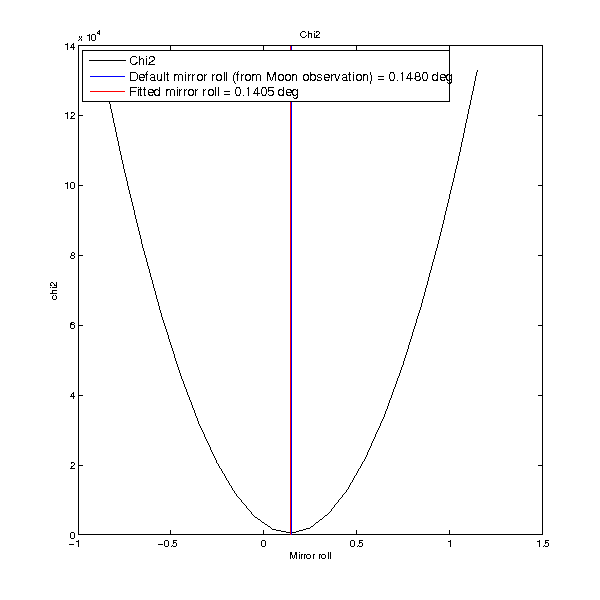 x 10^4
Chi2
14
12
10
8
6
4
2
0
chi2
Chi2
Default mirror roll (from Moon observation) = 0.1480 deg
Fitted mirror roll = 0.1405 deg
-1
-0.5
0
0.5
1
1.5
Mirror roll